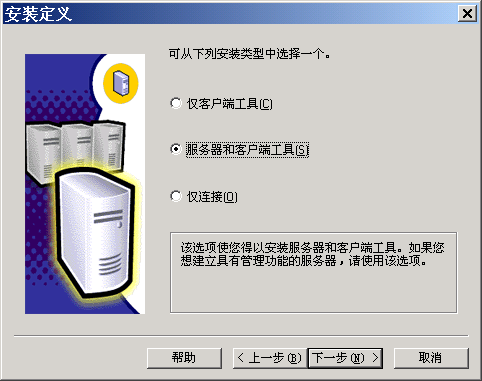 安装定义
可从下列安装类型中选择一个。
仅客户端工具(C)
服务器和客户端工具(S)
仅连接(O)
该选项使您得以安装服务器和客户端工具。如果您
想建立具有管理功能的服务器，请使用该选项。
帮助
< 上一步(B)
下一步(N) >
取消